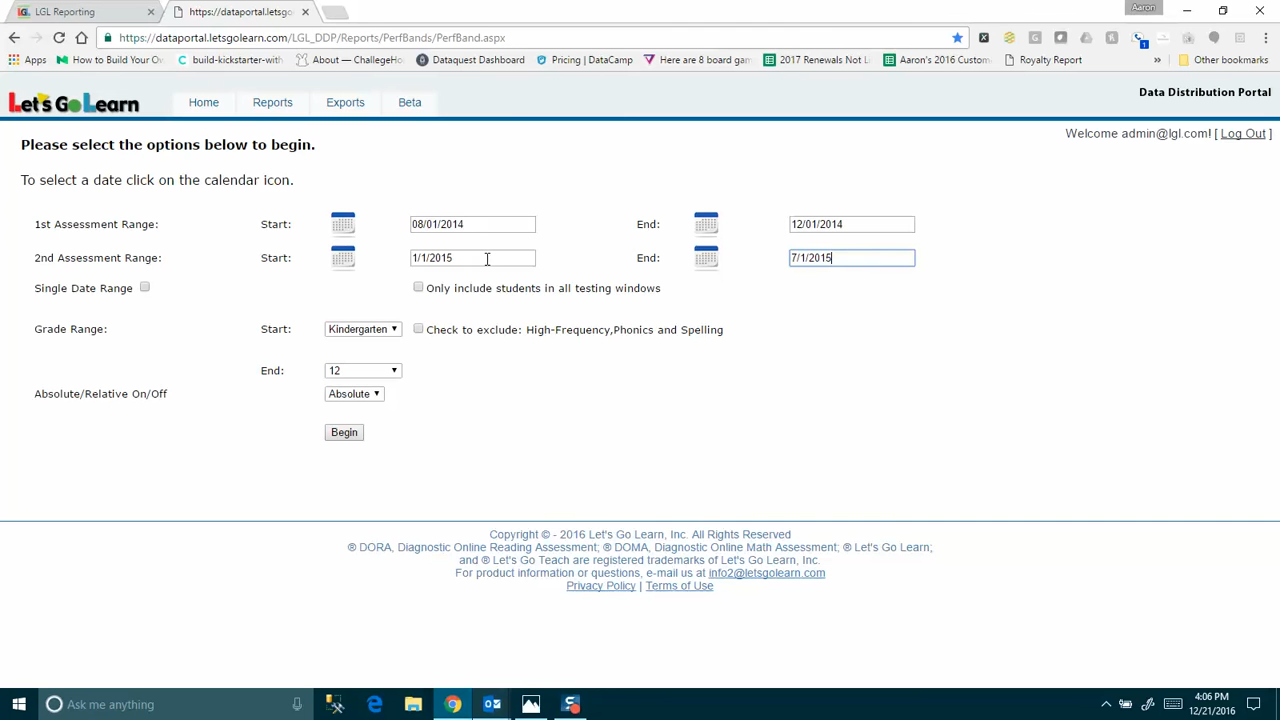 Aaron
LGL Reporting
https://dataportal.letsgo
https://dataportal.letsgolearn.com/LGL_DDP/Reports/PerfBands/PerfBand.aspx
Apps
How to Build Your Ow
build-kickstarter-with
About — ChallegeHo
Dataquest Dashboard
Pricing | DataCamp
Here are 8 board gam
2017 Renewals Not Li
Aaron's 2016 Custom
Royalty Report
»
Other bookmarks
Let's Go Learn
Home
Reports
Exports
Beta
Data Distribution Portal
Welcome admin@lgl.com! [ Log Out ]
Please select the options below to begin.
To select a date click on the calendar icon.
1st Assessment Range: Start: 08/01/2014 End: 12/01/2014
2nd Assessment Range: Start: 1/1/2015 End: 7/1/2015
Single Date Range Only include students in all testing windows
Grade Range: Start: Kindergarten Check to exclude: High-Frequency,Phonics and Spelling
End: 12
Absolute/Relative On/Off Absolute
Begin
Copyright © - 2016 Let's Go Learn, Inc. All Rights Reserved
® DORA, Diagnostic Online Reading Assessment; ® DOMA, Diagnostic Online Math Assessment; ® Let's Go Learn;
and ® Let's Go Teach are registered trademarks of Let's Go Learn, Inc.
For product information or questions, e-mail us at info2@letsgolearn.com
Privacy Policy | Terms of Use
Ask me anything
4:06 PM
12/21/2016